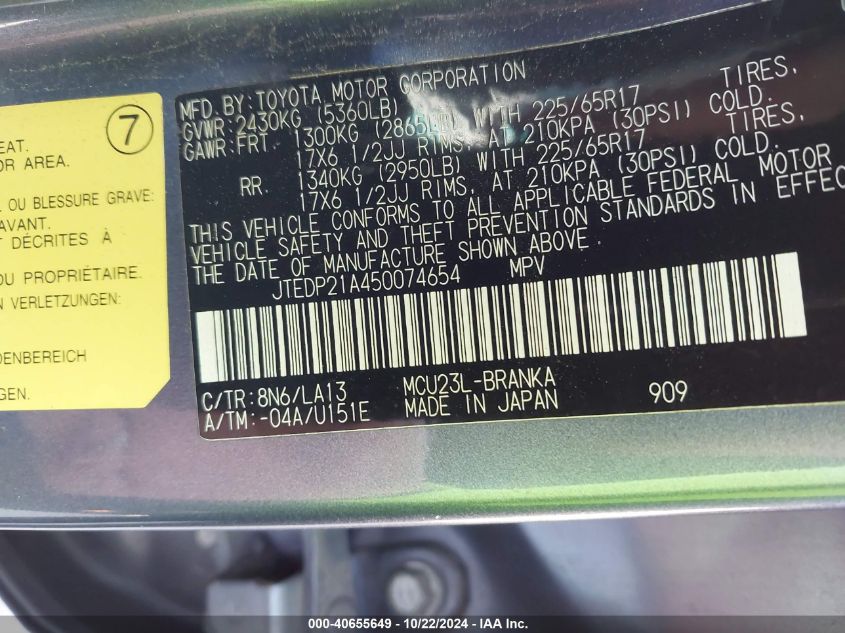 7
EAT.
OR AREA.
OU BLESSURE GRAVE:
AVANT.
T DÉCRITES À
U PROPRIÉTAIRE.
N VERLETZUNGEN:
DENBEREICH
MFD.BY:TOYOTA MOTOR CORPORATION
GVWR:2430KG (5360LB)
GAWR:FRT. 1300KG (2865LB) WITH 225/65R17 TIRES,
17X6 1/2JJ RIMS, AT 210KPA (30PSI) COLD.
RR. 1340KG (2950LB) WITH 225/65R17 TIRES,
17X6 1/2JJ RIMS, AT 210KPA (30PSI) COLD.
THIS VEHICLE CONFORMS TO ALL APPLICABLE FEDERAL MOTOR
VEHICLE SAFETY AND THEFT PREVENTION STANDARDS IN EFFEC
THE DATE OF MANUFACTURE SHOWN ABOVE.
JTEDP21A450074654 MPV
C/TR:8N6/LA13 MCU23L-BRANKA
A/TM:-04A/U151E MADE IN JAPAN 909
000-40655649 - 10/22/2024 - IAA Inc.